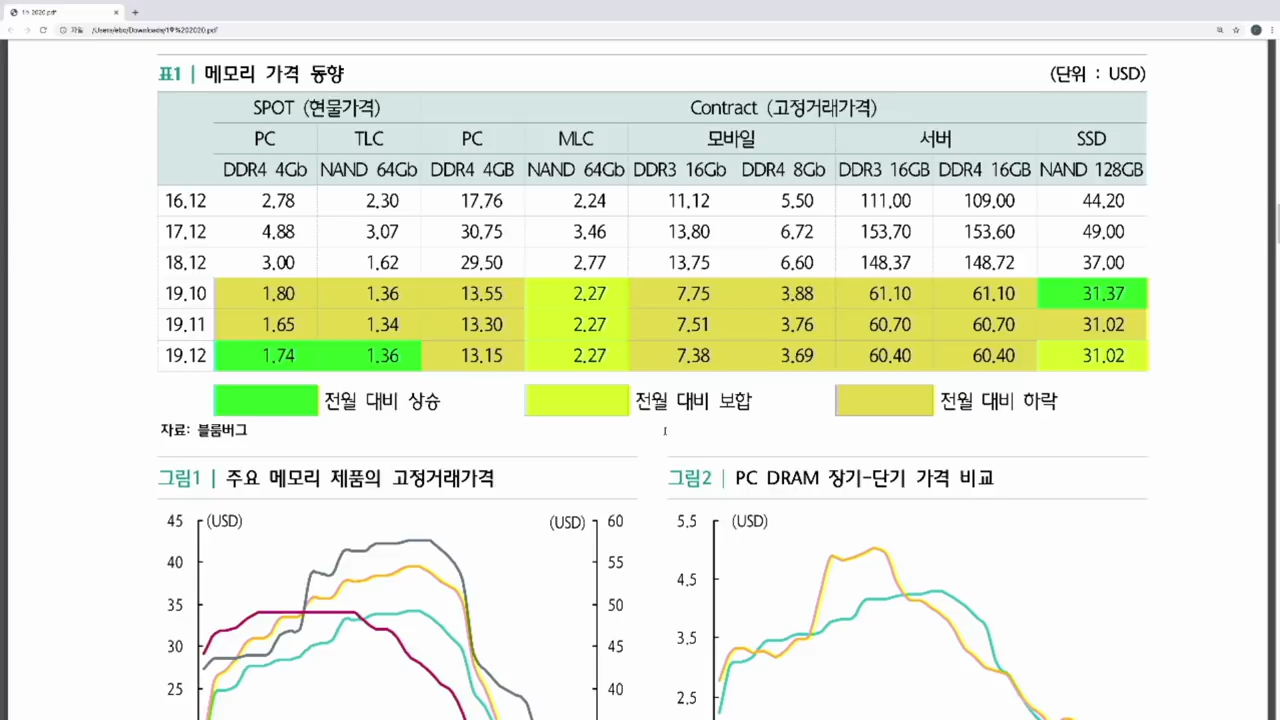 1슈 2020.pdf
파일 /Users/ebc/Downloads/1슈%202020.pdf
표1 | 메모리 가격 동향 (단위 : USD)
SPOT (현물가격) Contract (고정거래가격)
PC TLC PC MLC 모바일 서버 SSD
DDR4 4Gb NAND 64Gb DDR4 4GB NAND 64Gb DDR3 16Gb DDR4 8Gb DDR3 16GB DDR4 16GB NAND 128GB
16.12 2.78 2.30 17.76 2.24 11.12 5.50 111.00 109.00 44.20
17.12 4.88 3.07 30.75 3.46 13.80 6.72 153.70 153.60 49.00
18.12 3.00 1.62 29.50 2.77 13.75 6.60 148.37 148.72 37.00
19.10 1.80 1.36 13.55 2.27 7.75 3.88 61.10 61.10 31.37
19.11 1.65 1.34 13.30 2.27 7.51 3.76 60.70 60.70 31.02
19.12 1.74 1.36 13.15 2.27 7.38 3.69 60.40 60.40 31.02
전월 대비 상승 전월 대비 보합 전월 대비 하락
자료: 블룸버그
그림1 | 주요 메모리 제품의 고정거래가격
45 (USD) (USD) 60
40 55
35 50
30 45
25 40
그림2 | PC DRAM 장기-단기 가격 비교
5.5 (USD)
4.5
3.5
2.5